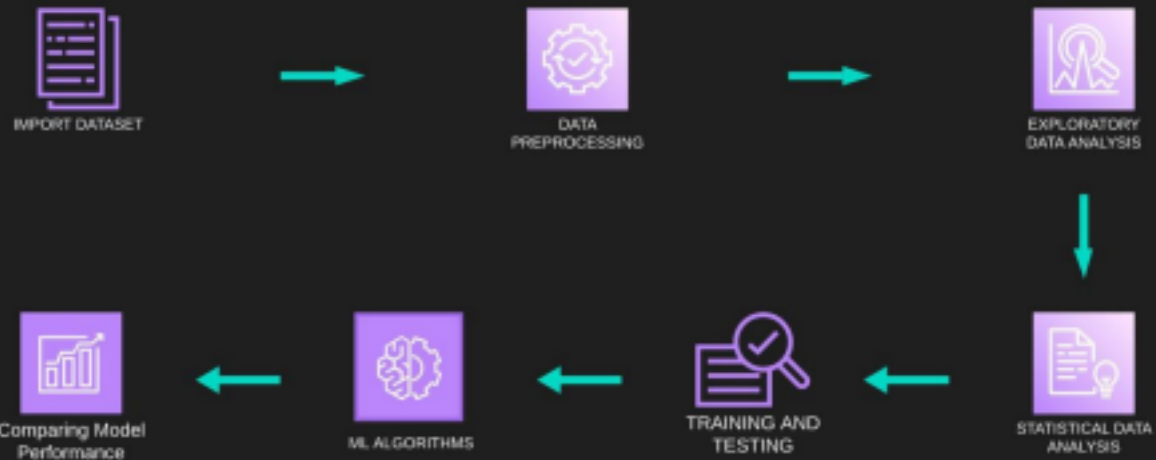 IMPORT DATASET
DATA
PREPROCESSING
EXPLORATORY
DATA ANALYSIS
STATISTICAL DATA
ANALYSIS
TRAINING AND
TESTING
ML ALGORITHMS
Comparing Model
Performance